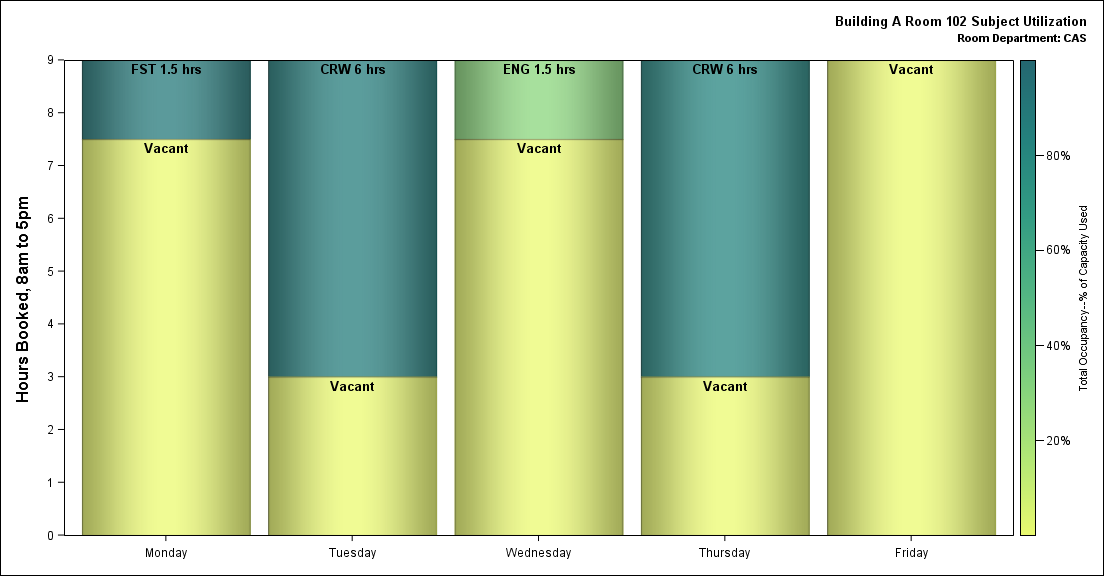 Building A Room 102 Subject Utilization
Room Department: CAS
Hours Booked, 8am to 5pm
9
8
7
6
5
4
3
2
1
0
FST 1.5 hrs
Vacant
CRW 6 hrs
Vacant
ENG 1.5 hrs
Vacant
CRW 6 hrs
Vacant
Vacant
Monday
Tuesday
Wednesday
Thursday
Friday
80%
60%
40%
20%
Total Occupancy--% of Capacity Used